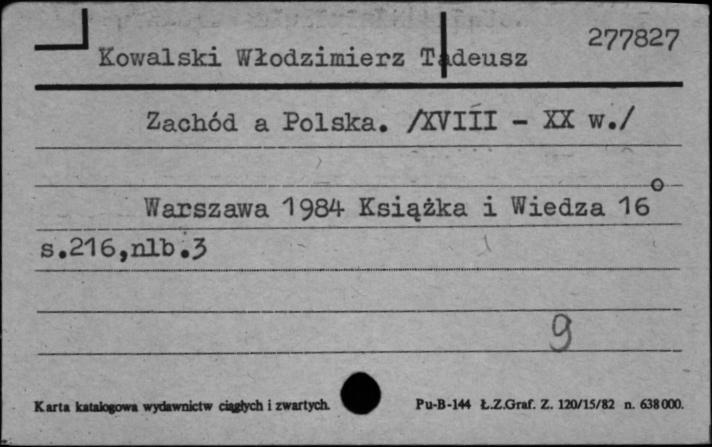 277827
Kowalski Włodzimierz Tadeusz
Zachód a Polska. /XVIII - XX w./
Warszawa 1984 Książka i Wiedza 16°
s.216,nlb.3
9
Karta katalogowa wydawnictw ciągłych i zwartych. Pu-B-144 Ł.Z.Graf. Z. 120/15/82 n. 638000.